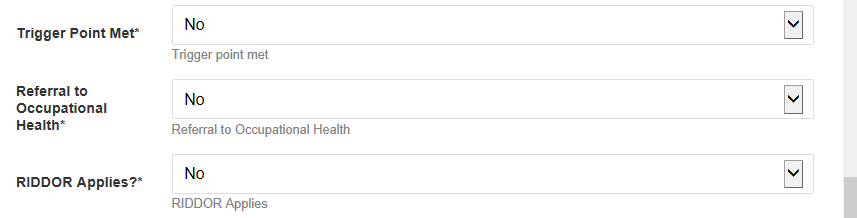 Trigger Point Met*
No
Trigger point met
Referral to
Occupational
Health*
No
Referral to Occupational Health
RIDDOR Applies?*
No
RIDDOR Applies